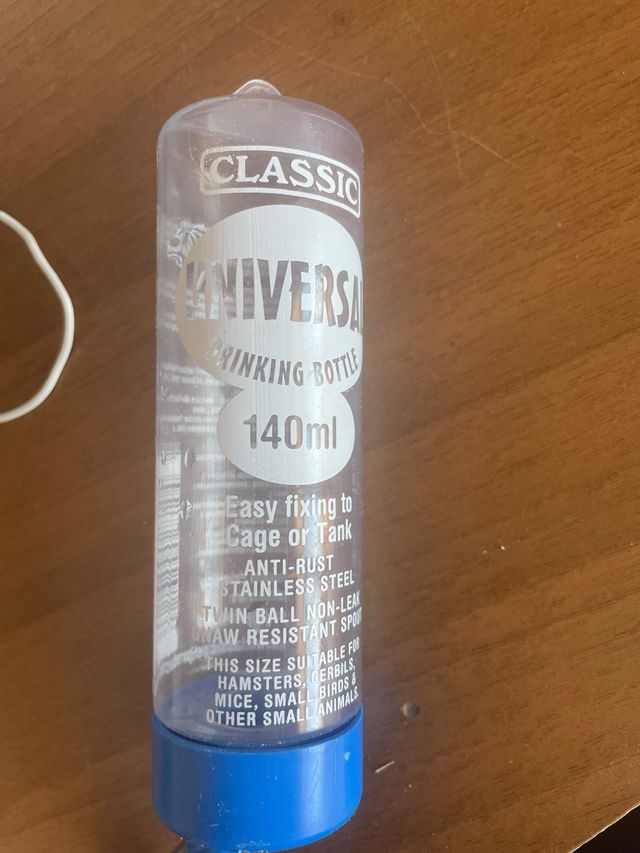 CLASSIC
UNIVERSAL
DRINKING BOTTLE
140ml
Easy fixing to
Cage or Tank
ANTI-RUST
STAINLESS STEEL
TWIN BALL NON-LEAK
GNAW RESISTANT SPOUT
THIS SIZE SUITABLE FOR
HAMSTERS, GERBILS,
MICE, SMALL BIRDS &
OTHER SMALL ANIMALS.